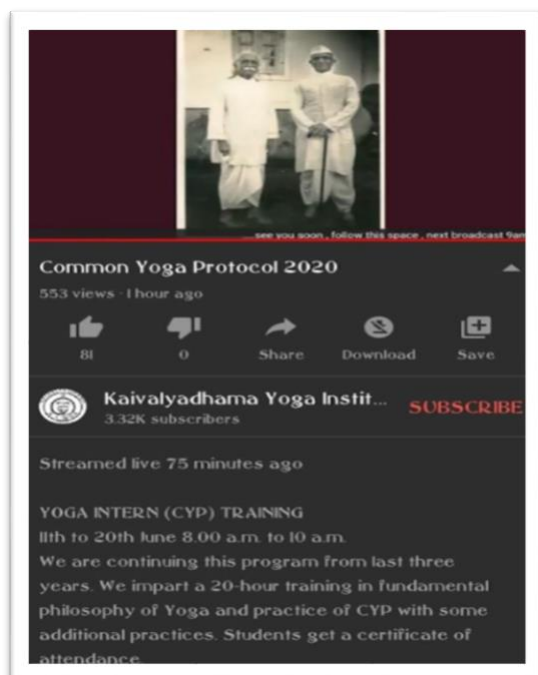 ....see you soon , follow this space , next broadcast 9am
Common Yoga Protocol 2020
553 views · 1 hour ago
81
0
Share
Download
Save
Kaivalyadhama Yoga Instit...
SUBSCRIBE
3.32K subscribers
Streamed live 75 minutes ago
YOGA INTERN (CYP) TRAINING
11th to 20th June 8.00 a.m. to 10 a.m.
We are continuing this program from last three
years. We impart a 20-hour training in fundamental
philosophy of Yoga and practice of CYP with some
additional practices. Students get a certificate of
attendance.